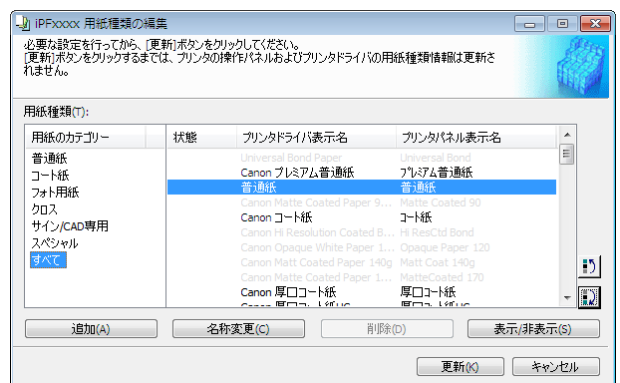 iPFxxxx 用紙種類の編集
必要な設定を行ってから、[更新]ボタンをクリックしてください。
[更新]ボタンをクリックするまでは、プリンタの操作パネルおよびプリンタドライバの用紙種類情報は更新さ
れません。
用紙種類(T):
用紙のカテゴリー 状態 プリンタドライバ表示名 プリンタパネル表示名
普通紙
コート紙
フォト用紙
クロス
サイン/CAD専用
スペシャル
すべて
Universal Bond Paper Universal Bond
Canon プレミアム普通紙 プレミアム普通紙
普通紙 普通紙
Canon Matte Coated Paper 9... Matte Coated 90
Canon コート紙 コート紙
Canon Hi Resolution Coated B... Hi ResCtd Bond
Canon Opaque White Paper 1... Opaque Paper 120
Canon Matt Coated Paper 140g Matt Coat 140g
Canon Matte Coated Paper 1... MatteCoated 170
Canon 厚口コート紙 厚口コート紙
追加(A) 名称変更(C) 削除(D) 表示/非表示(S)
更新(K) キャンセル